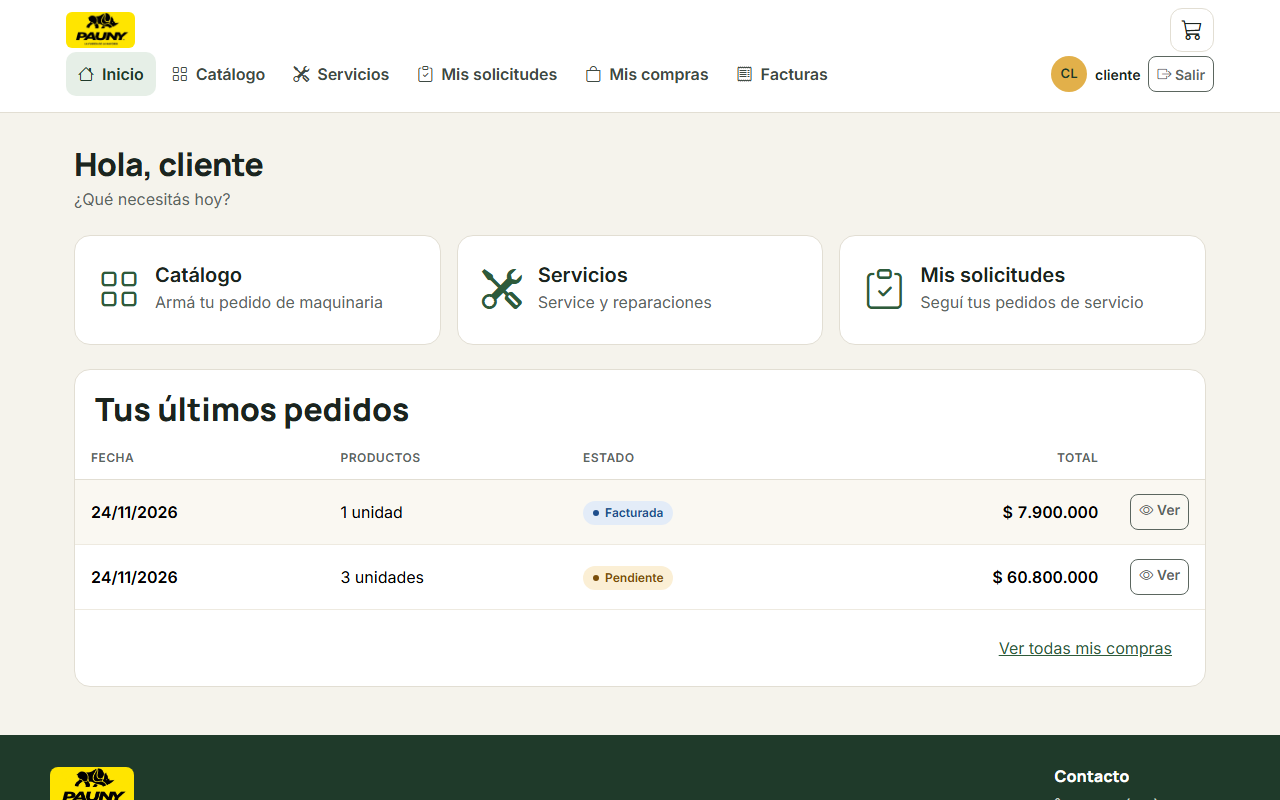 PAUNY
Inicio
Catálogo
Servicios
Mis solicitudes
Mis compras
Facturas
CL
cliente
Salir
Hola, cliente
¿Qué necesitás hoy?
Catálogo
Armá tu pedido de maquinaria
Servicios
Service y reparaciones
Mis solicitudes
Seguí tus pedidos de servicio
Tus últimos pedidos
FECHA PRODUCTOS ESTADO TOTAL
24/11/2026 1 unidad Facturada $ 7.900.000 Ver
24/11/2026 3 unidades Pendiente $ 60.800.000 Ver
Ver todas mis compras
PAUNY
Contacto